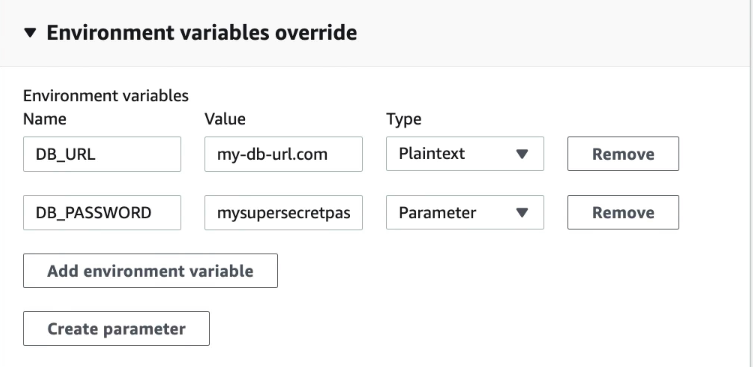 Environment variables override
Environment variables
Name Value Type
DB_URL my-db-url.com Plaintext Remove
DB_PASSWORD mysupersecretpas Parameter Remove
Add environment variable
Create parameter